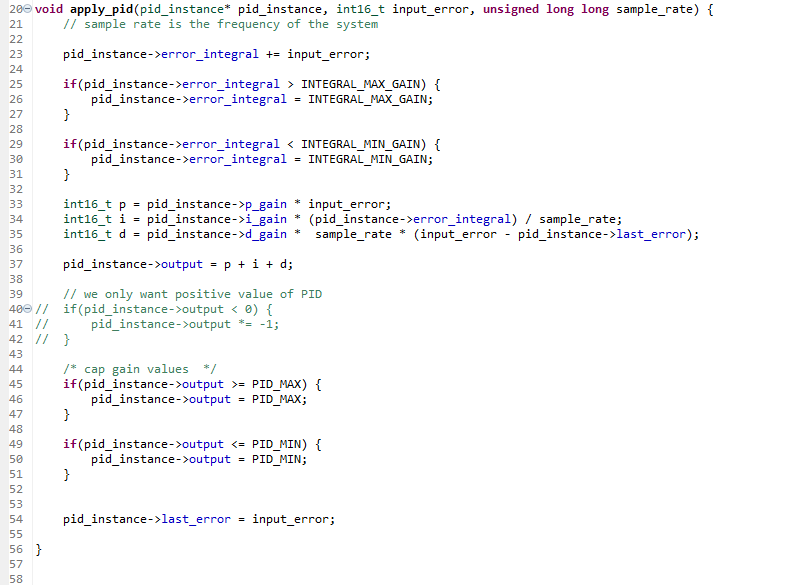 20 void apply_pid(pid_instance* pid_instance, int16_t input_error, unsigned long long sample_rate) {
21     // sample rate is the frequency of the system
22
23     pid_instance->error_integral += input_error;
24
25     if(pid_instance->error_integral > INTEGRAL_MAX_GAIN) {
26         pid_instance->error_integral = INTEGRAL_MAX_GAIN;
27     }
28
29     if(pid_instance->error_integral < INTEGRAL_MIN_GAIN) {
30         pid_instance->error_integral = INTEGRAL_MIN_GAIN;
31     }
32
33     int16_t p = pid_instance->p_gain * input_error;
34     int16_t i = pid_instance->i_gain * (pid_instance->error_integral) / sample_rate;
35     int16_t d = pid_instance->d_gain *  sample_rate * (input_error - pid_instance->last_error);
36
37     pid_instance->output = p + i + d;
38
39     // we only want positive value of PID
40 //  if(pid_instance->output < 0) {
41 //      pid_instance->output *= -1;
42 //  }
43
44     /* cap gain values  */
45     if(pid_instance->output >= PID_MAX) {
46         pid_instance->output = PID_MAX;
47     }
48
49     if(pid_instance->output <= PID_MIN) {
50         pid_instance->output = PID_MIN;
51     }
52
53
54     pid_instance->last_error = input_error;
55
56 }
57
58